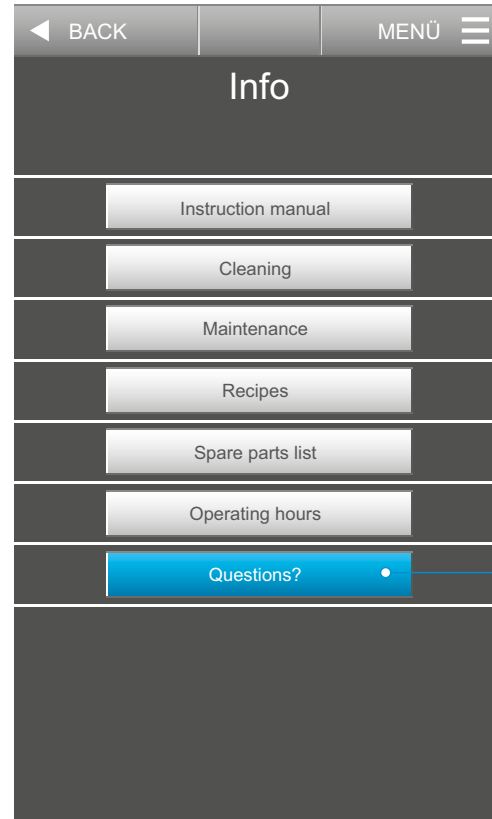 BACK
MENÜ
Info
Instruction manual
Cleaning
Maintenance
Recipes
Spare parts list
Operating hours
Questions?